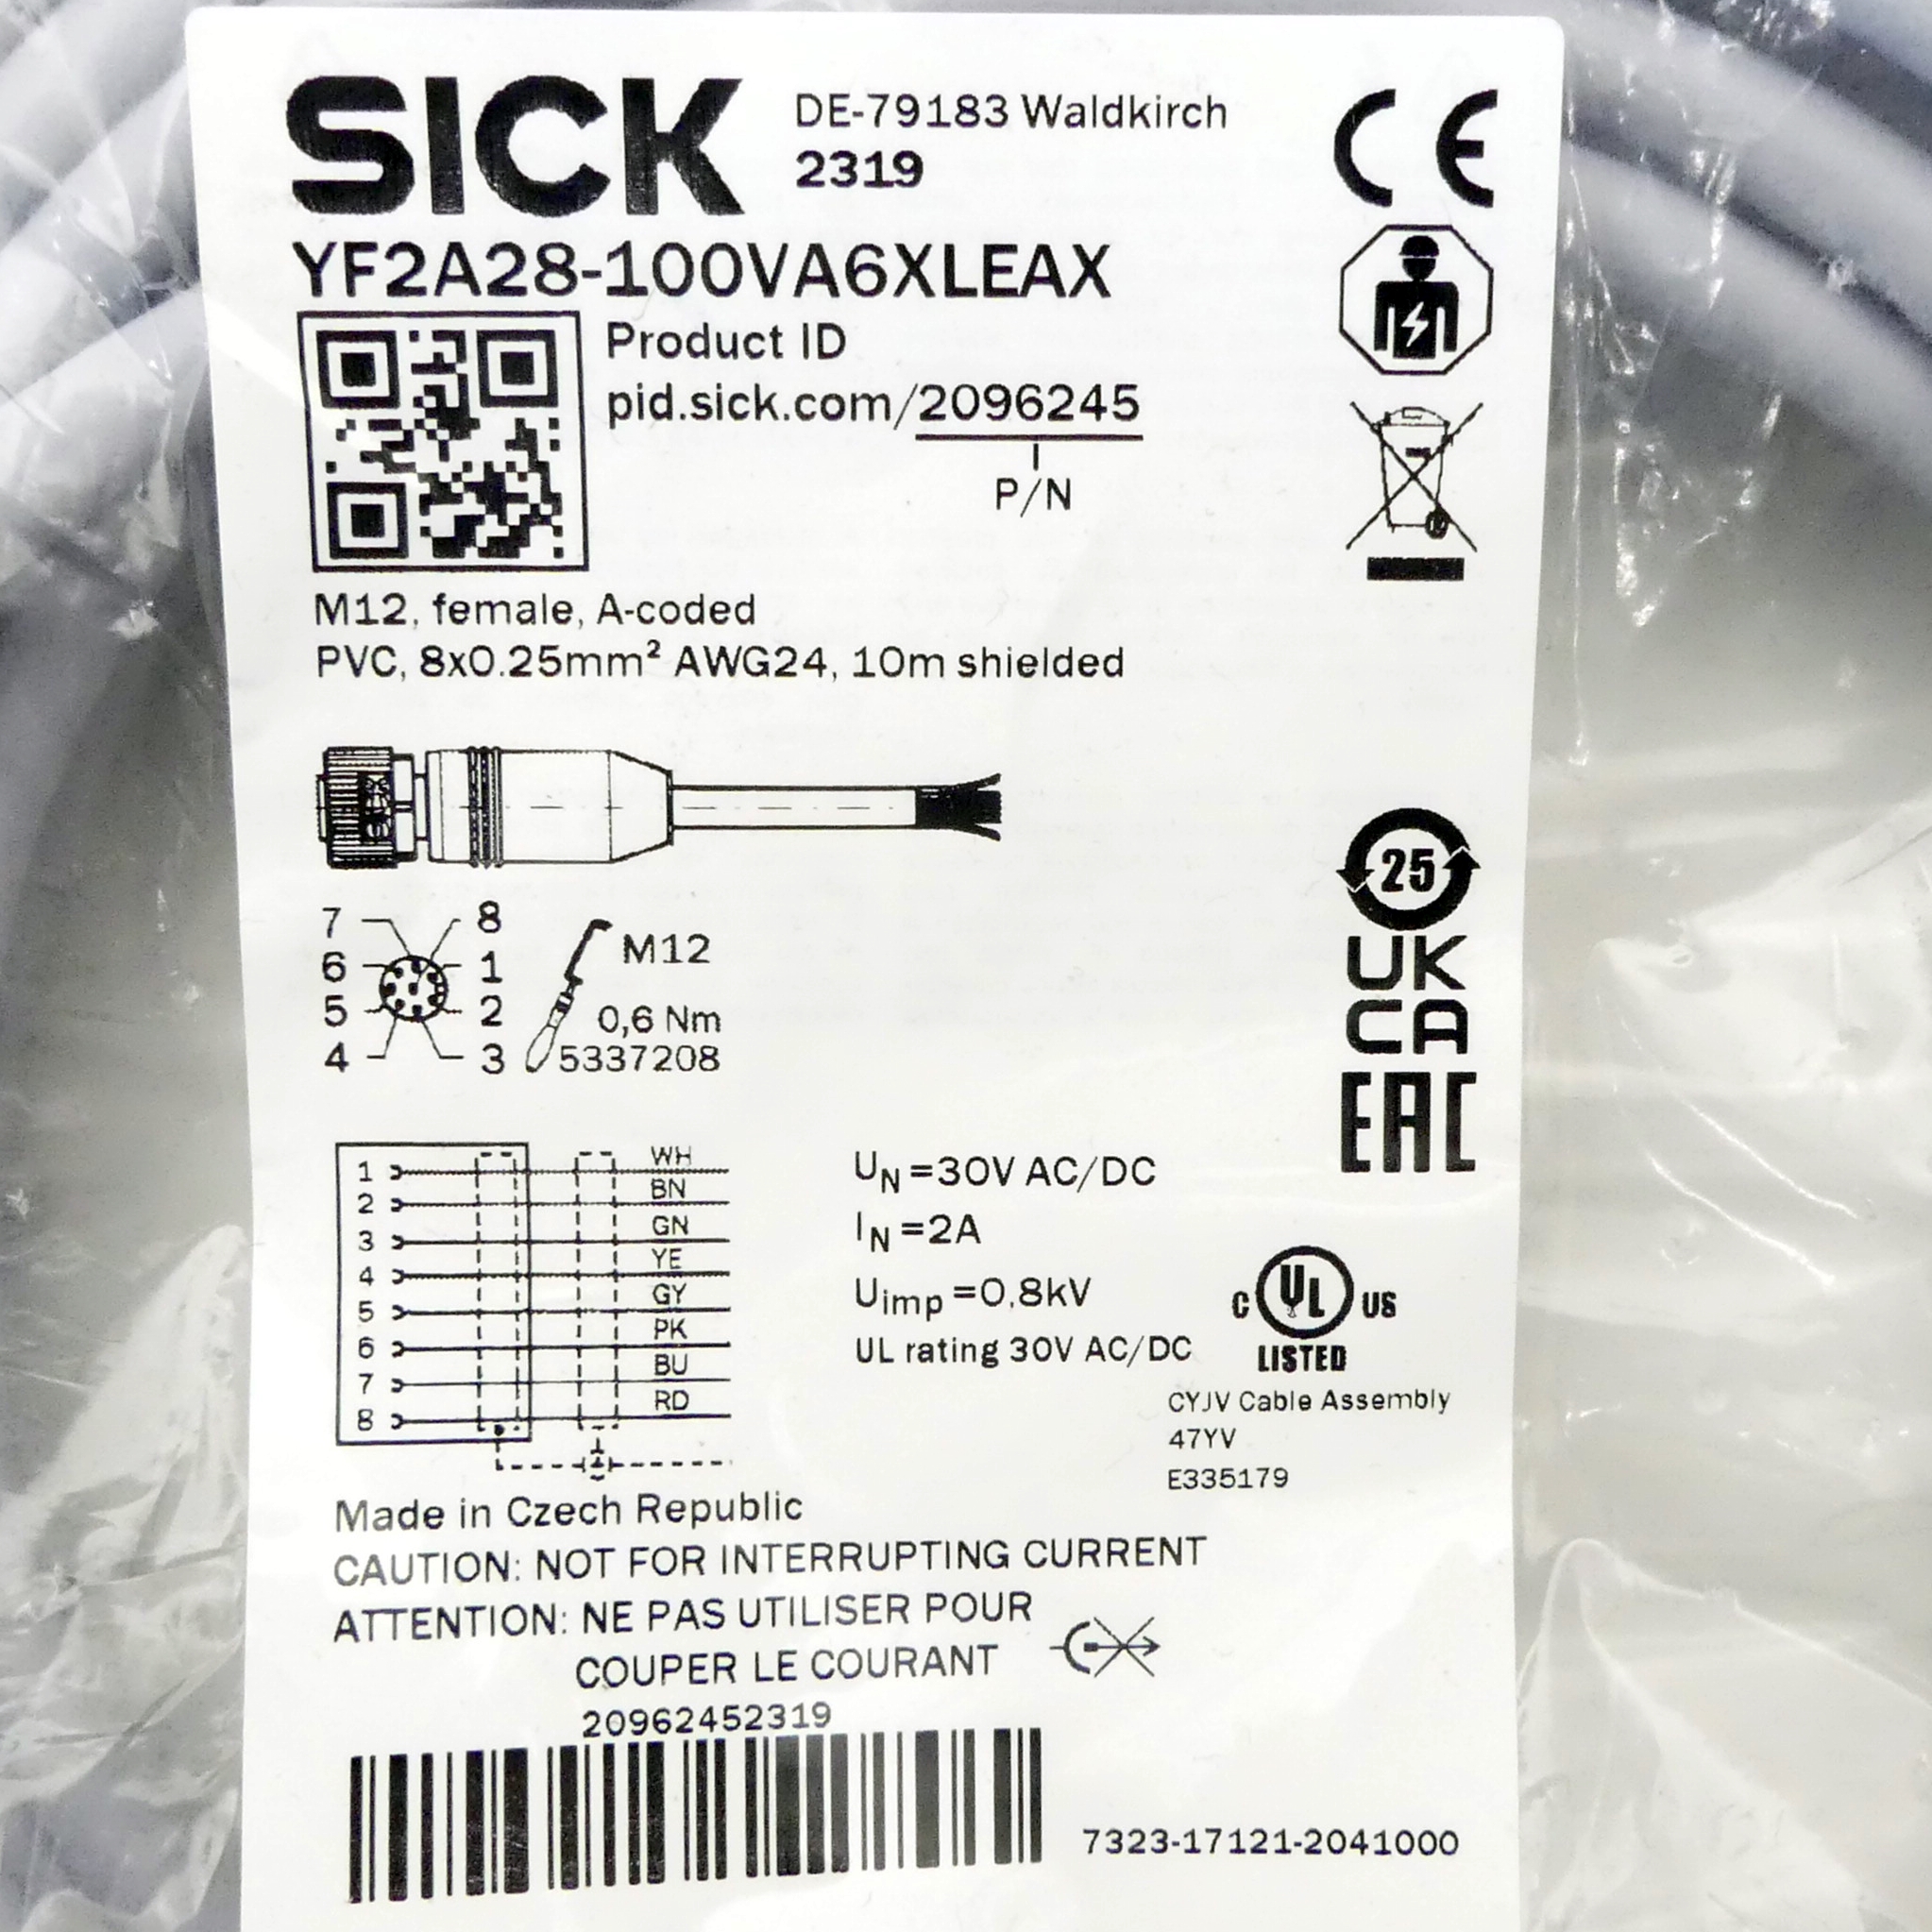 SICK
DE-79183 Waldkirch
2319
CE
YF2A28-100VA6XLEAX
Product ID
pid.sick.com/2096245
P/N
M12, female, A-coded
PVC, 8x0.25mm² AWG24, 10m shielded
SICK
25
UK
CA
EAC
7 8
6 1
5 2
4 3
M12
0,6 Nm
5337208
1 WH
2 BN
3 GN
4 YE
5 GY
6 PK
7 BU
8 RD
UN=30V AC/DC
IN=2A
Uimp=0,8kV
UL rating 30V AC/DC
C UL US
LISTED
CYJV Cable Assembly
47YV
E335179
Made in Czech Republic
CAUTION: NOT FOR INTERRUPTING CURRENT
ATTENTION: NE PAS UTILISER POUR
COUPER LE COURANT
20962452319
7323-17121-2041000